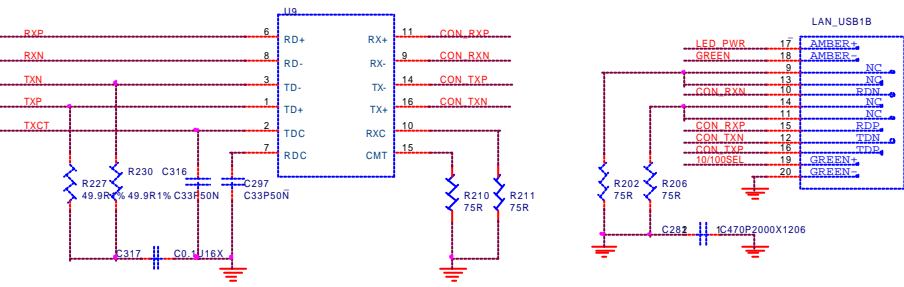 U9
LAN_USB1B
RXP 6 RD+ RX+ 11 CON_RXP
RXN 8 RD- RX- 9 CON_RXN
TXN 3 TD- TX- 14 CON_TXP
TXP 1 TD+ TX+ 16 CON_TXN
TXCT 2 TDC RXC 10
7 RDC CMT 15
LED_PWR 17 AMBER+
GREEN 18 AMBER-
9 NC
13 NC
CON_RXN 10 RDN
14 NC
11 NC
CON_RXP 15 RDP
CON_TXN 12 TDN
CON_TXP 16 TDP
10/100SEL 19 GREEN+
20 GREEN-
R227 49.9R1%
R230 49.9R1%
C316 C33P50N
C297 C33P50N
R210 75R
R211 75R
R202 75R
R206 75R
C317 C0.1U16X
C282 1 C470P2000X1206